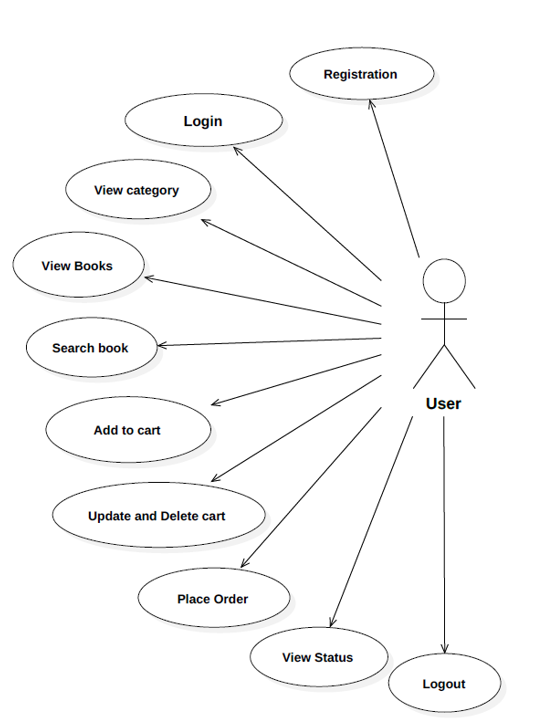 Registration
Login
View category
View Books
Search book
Add to cart
User
Update and Delete cart
Place Order
View Status
Logout